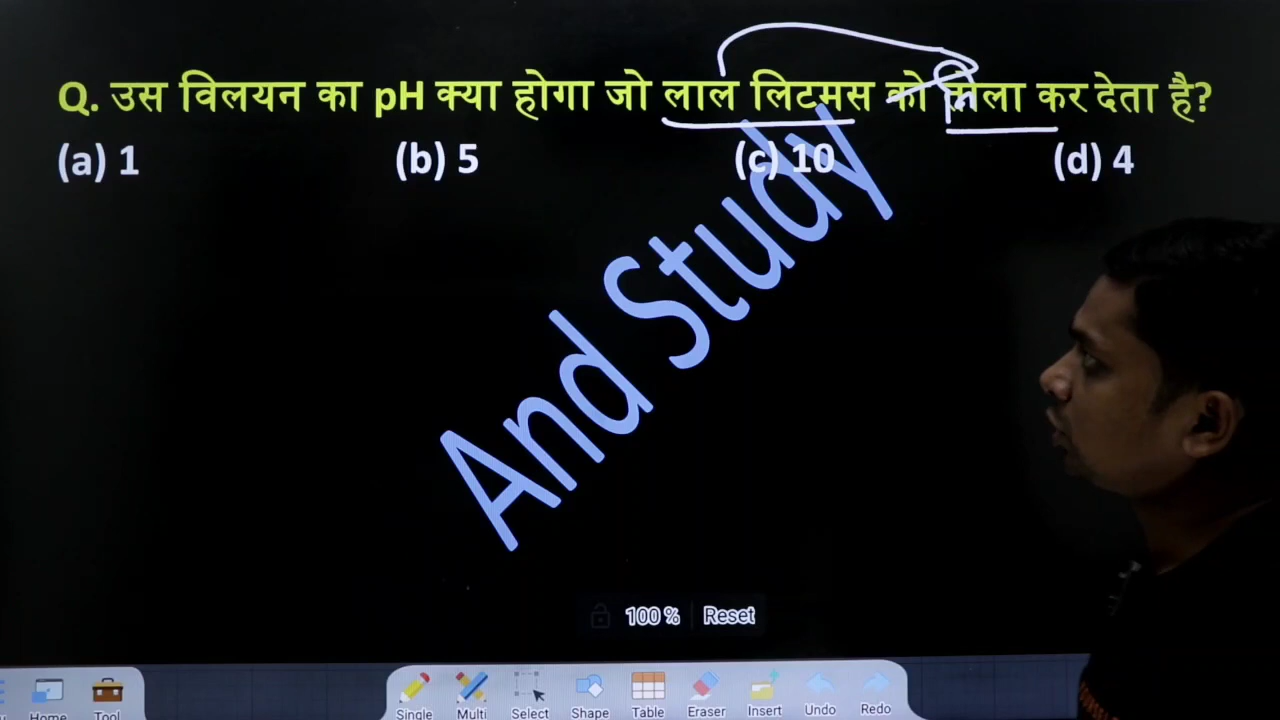 Q. उस विलयन का pH क्या होगा जो लाल लिटमस को निला कर देता है?
(a) 1 (b) 5 (c) 10 (d) 4
And Study
100 % Reset
Home Tool Single Multi Select Shape Table Eraser Insert Undo Redo